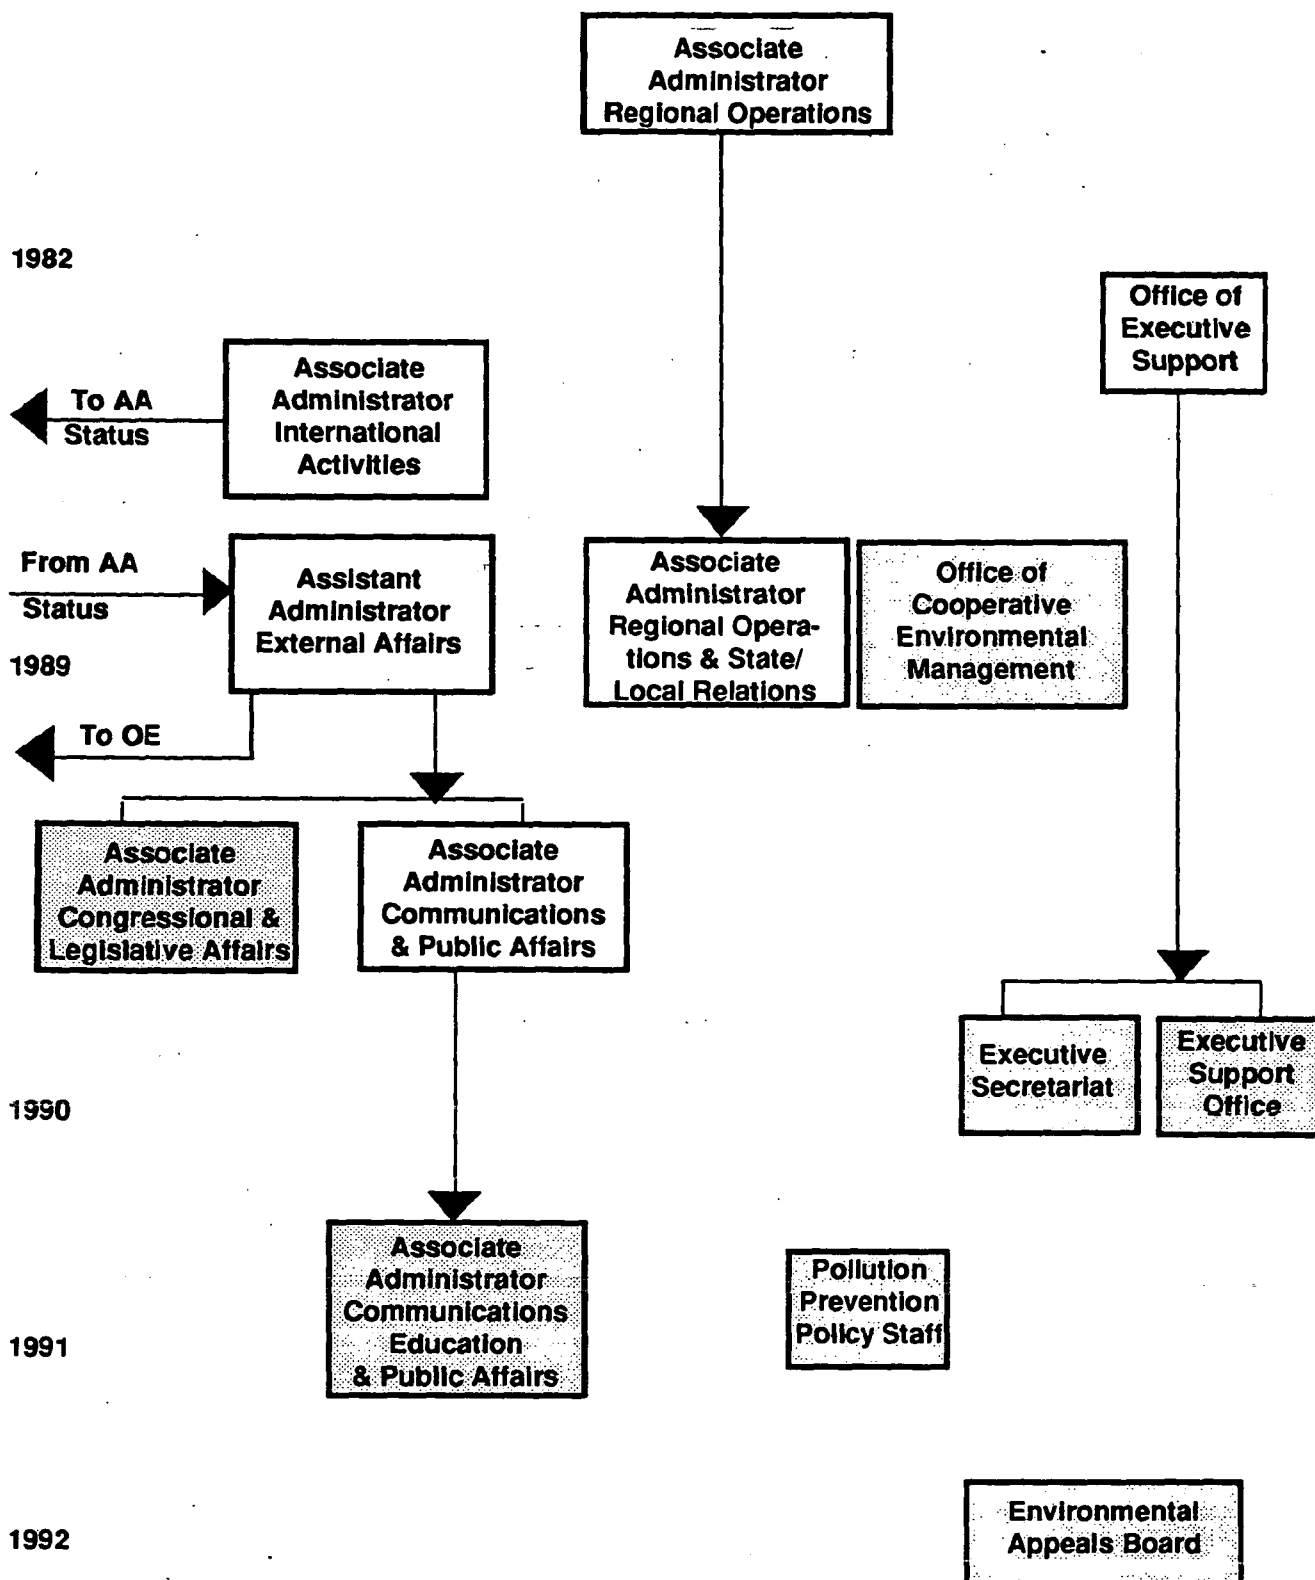 Associate
Administrator
Regional Operations
1982
Office of
Executive
Support
Associate
Administrator
International
Activities
To AA
Status
From AA
Status
Assistant
Administrator
External Affairs
Associate
Administrator
Regional Opera-
tions & State/
Local Relations
Office of
Cooperative
Environmental
Management
1989
To OE
Associate
Administrator
Congressional &
Legislative Affairs
Associate
Administrator
Communications
& Public Affairs
Executive
Secretariat
Executive
Support
Office
1990
Associate
Administrator
Communications
Education
& Public Affairs
Pollution
Prevention
Policy Staff
1991
Environmental
Appeals Board
1992